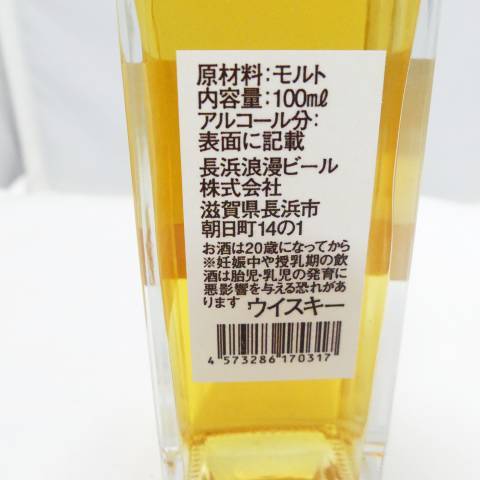 原材料:モルト
内容量:100ml
アルコール分:
表面に記載
長浜浪漫ビール
株式会社
滋賀県長浜市
朝日町14の1
お酒は20歳になってから
※妊娠中や授乳期の飲
酒は胎児・乳児の発育に
悪影響を与える恐れがあ
ります ウイスキー
4 573286 170317